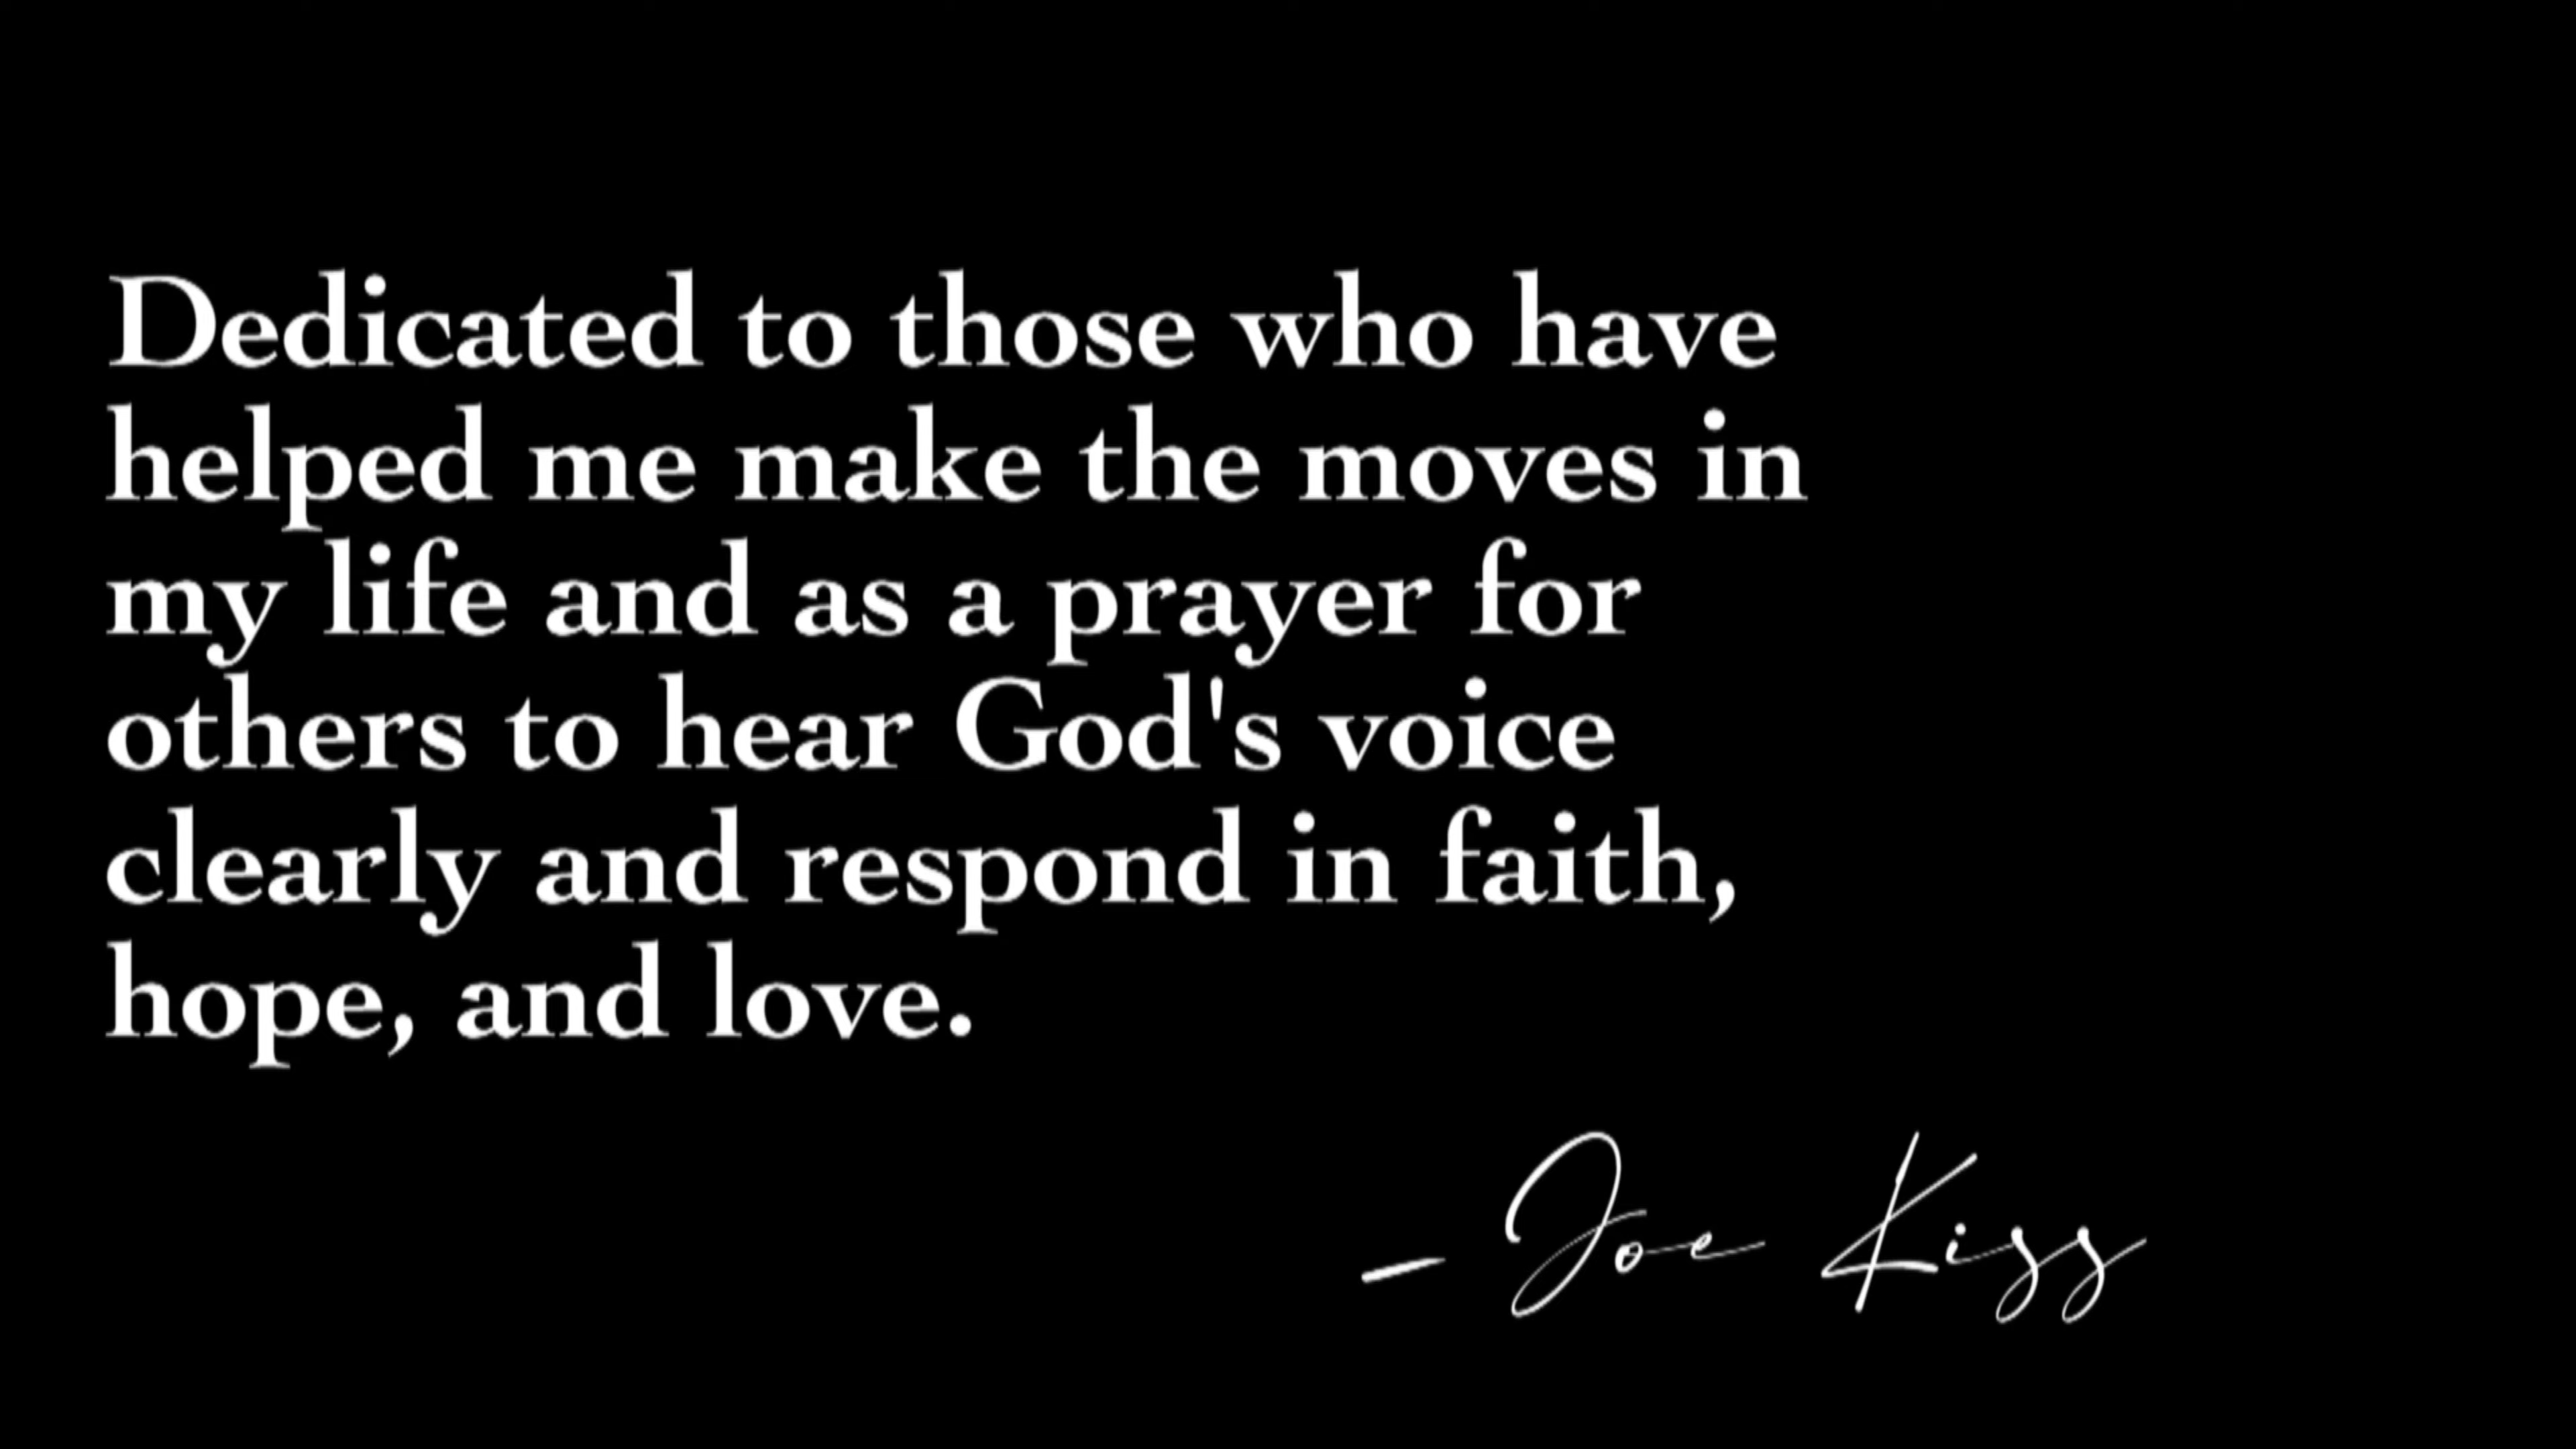 Dedicated to those who have
helped me make the moves in
my life and as a prayer for
others to hear God's voice
clearly and respond in faith,
hope, and love.
– Joe Kiss